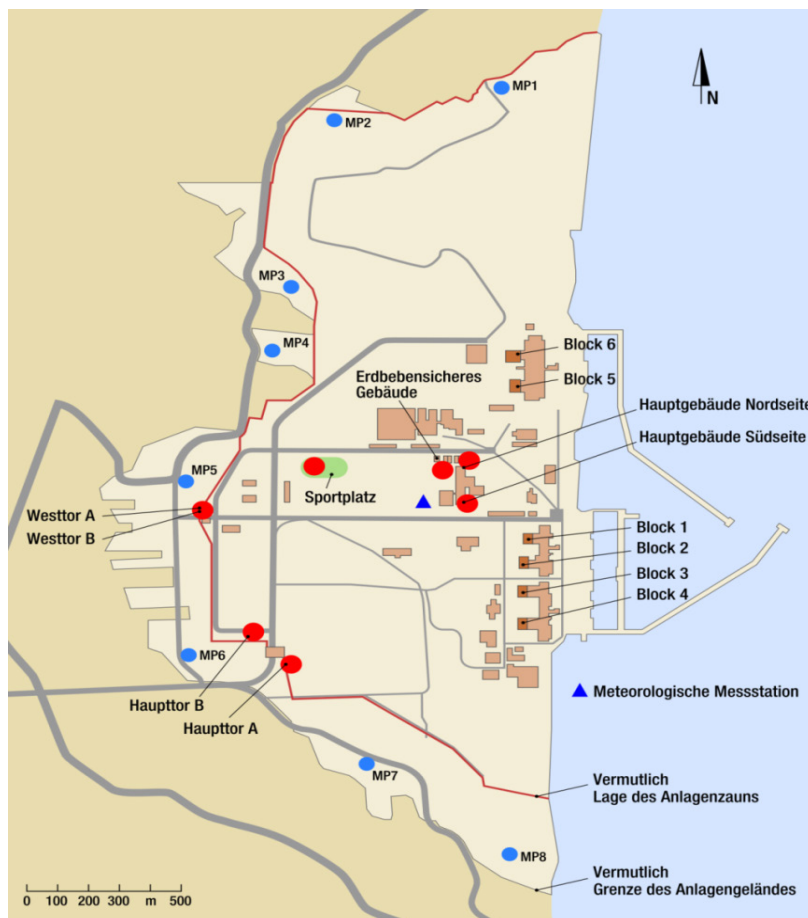 MP1
N
MP2
MP3
MP4
Block 6
Block 5
Erdbebensicheres
Gebäude
Hauptgebäude Nordseite
Hauptgebäude Südseite
MP5
Sportplatz
Westtor A
Westtor B
Block 1
Block 2
Block 3
Block 4
MP6
Haupttor B
Haupttor A
Meteorologische Messstation
MP7
Vermutlich
Lage des Anlagenzauns
MP8
Vermutlich
Grenze des Anlagengeländes
0 100 200 m 500